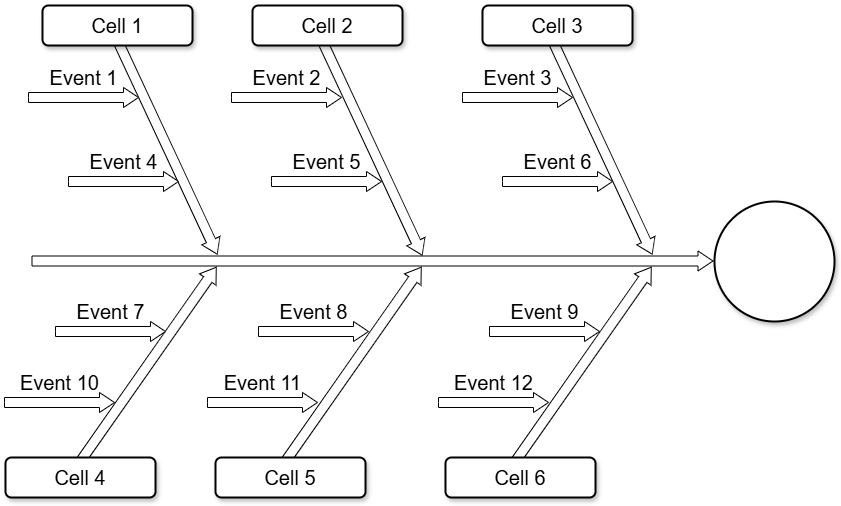 Cell 1
Cell 2
Cell 3
Event 1
Event 2
Event 3
Event 4
Event 5
Event 6
Event 7
Event 8
Event 9
Event 10
Event 11
Event 12
Cell 4
Cell 5
Cell 6